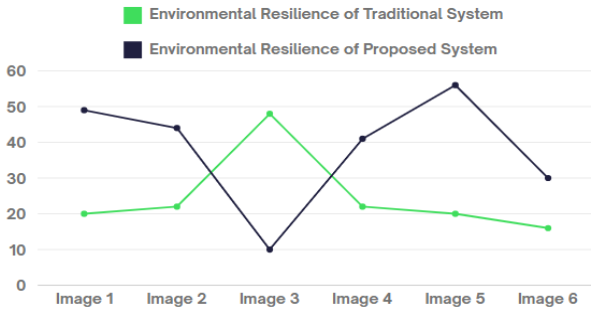 Environmental Resilience of Traditional System
Environmental Resilience of Proposed System
60
50
40
30
20
10
0
Image 1 Image 2 Image 3 Image 4 Image 5 Image 6